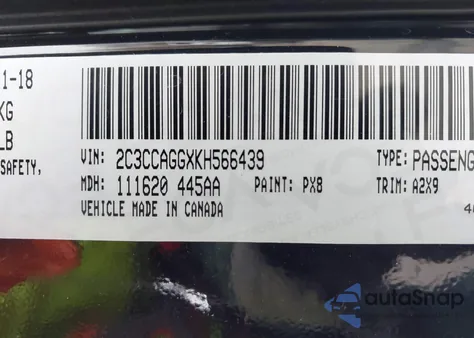 1-18
KG
LB
SAFETY,
VIN: 2C3CCAGGXKH566439 TYPE: PASSENG
MDH: 111620 445AA PAINT: PX8 TRIM: A2X9
VEHICLE MADE IN CANADA
autoSnap